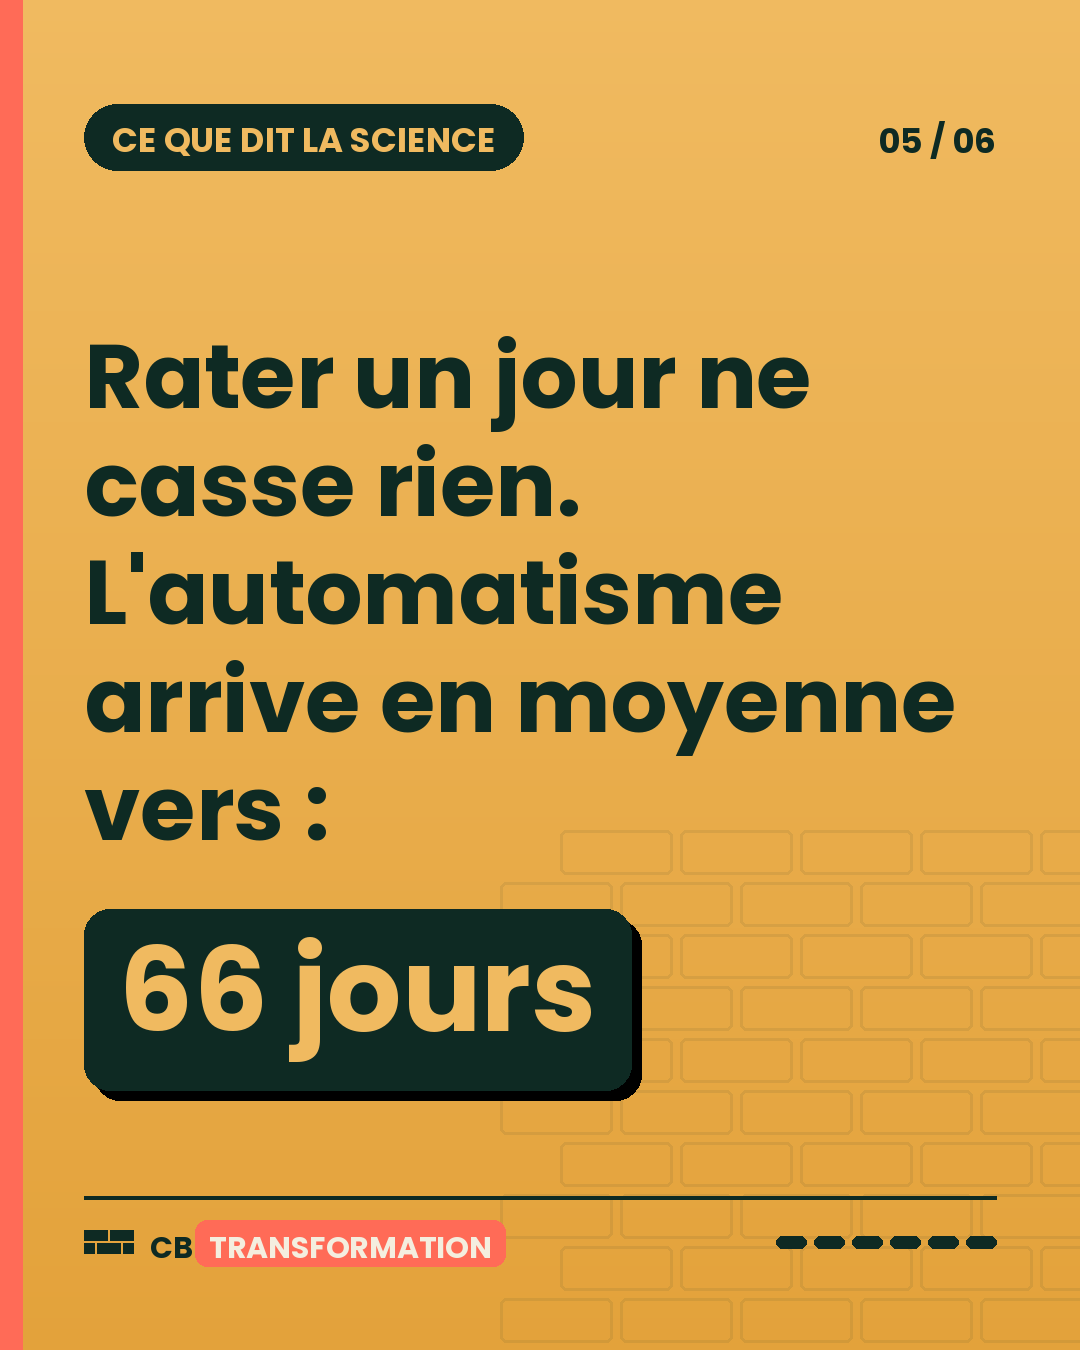 CE QUE DIT LA SCIENCE
05 / 06
Rater un jour ne
casse rien.
L'automatisme
arrive en moyenne
vers :
66 jours
CB TRANSFORMATION